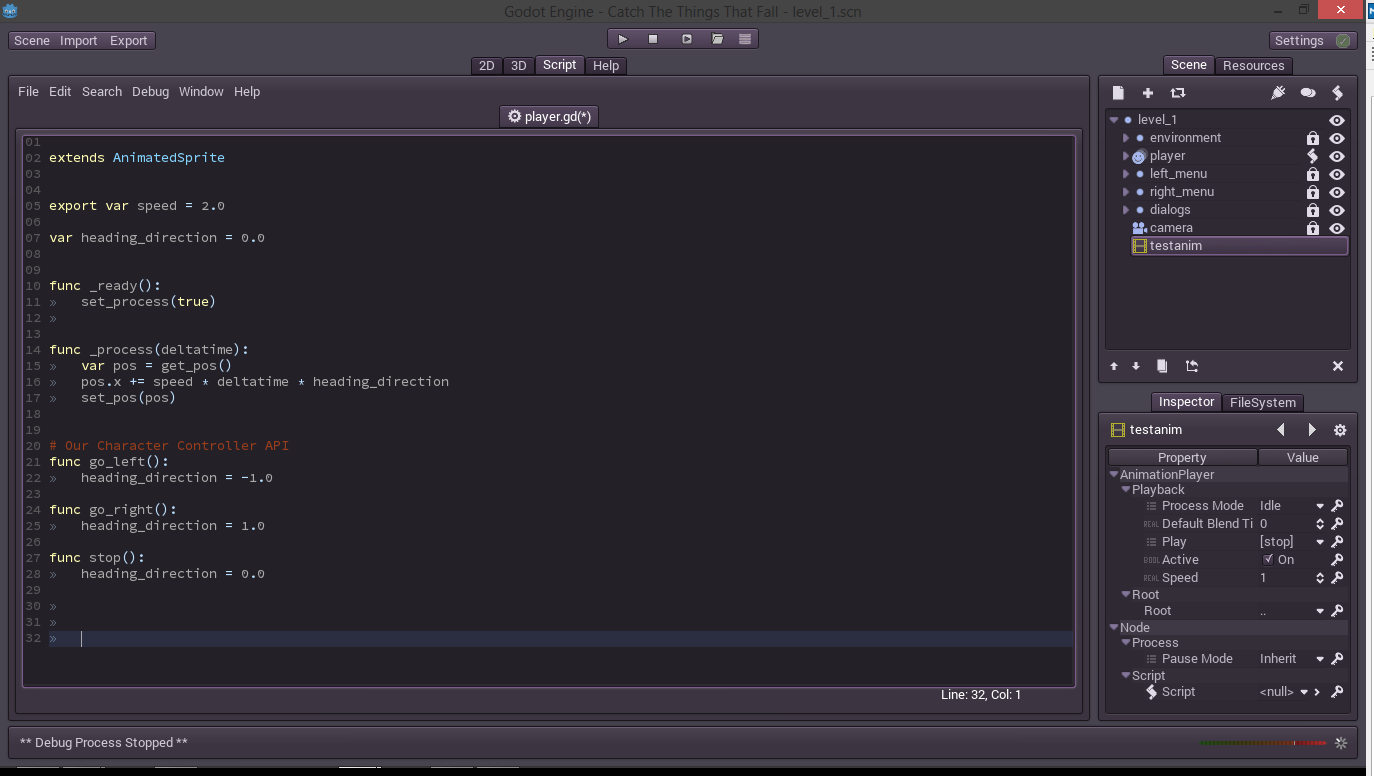 Godot Engine - Catch The Things That Fall - level_1.scn
Scene Import Export
Settings
2D 3D Script Help
Scene Resources
File Edit Search Debug Window Help
player.gd(*)
01
02 extends AnimatedSprite
03
04
05 export var speed = 2.0
06
07 var heading_direction = 0.0
08
09
10 func _ready():
11 » set_process(true)
12 »
13
14 func _process(deltatime):
15 » var pos = get_pos()
16 » pos.x += speed * deltatime * heading_direction
17 » set_pos(pos)
18
19
20 # Our Character Controller API
21 func go_left():
22 » heading_direction = -1.0
23
24 func go_right():
25 » heading_direction = 1.0
26
27 func stop():
28 » heading_direction = 0.0
29
30 »
31 »
32 »
Line: 32, Col: 1
level_1
environment
player
left_menu
right_menu
dialogs
camera
testanim
Inspector FileSystem
testanim
Property Value
AnimationPlayer
Playback
Process Mode Idle
REAL Default Blend Ti 0
Play [stop]
BOOL Active On
REAL Speed 1
Root
Root ..
Node
Process
Pause Mode Inherit
Script
Script <null>
** Debug Process Stopped **